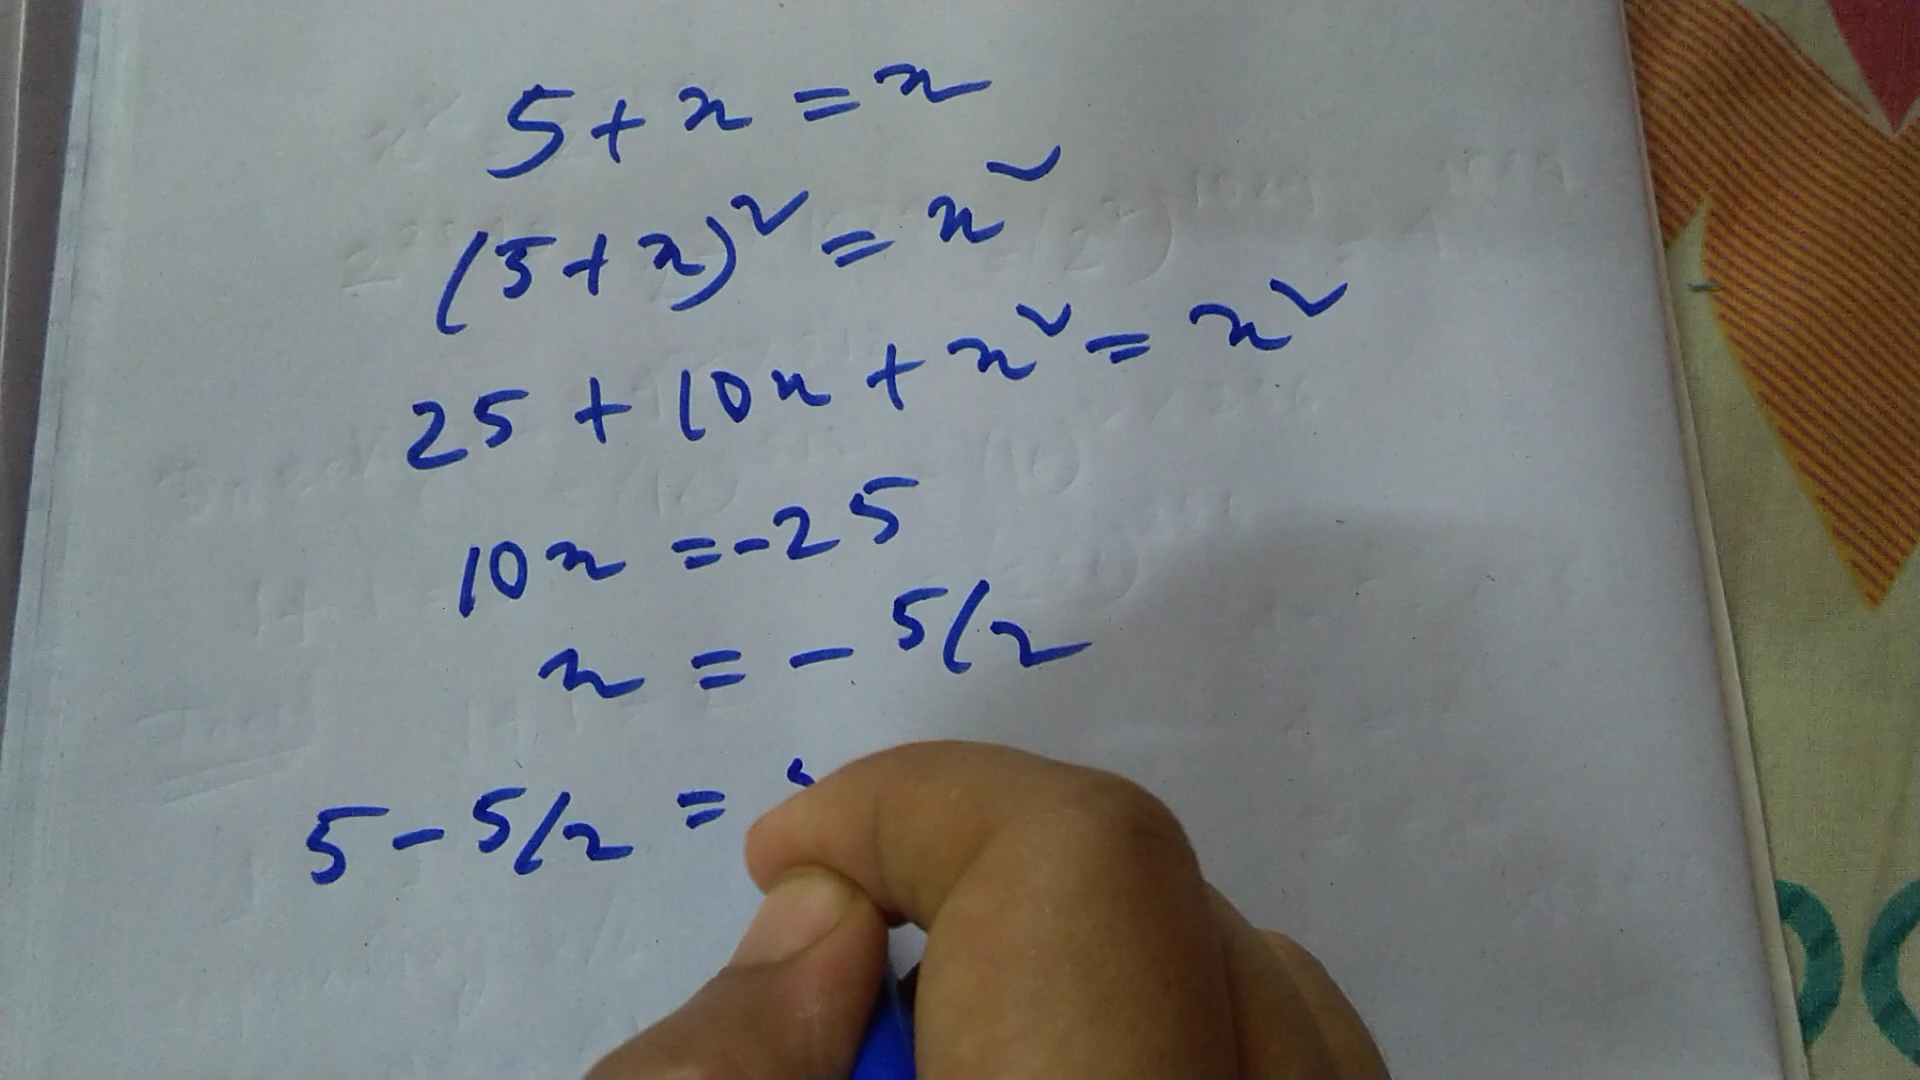 5+x=x
(5+x)²=x²
25+10x+x²=x²
10x=-25
x=-5/2
5-5/2=